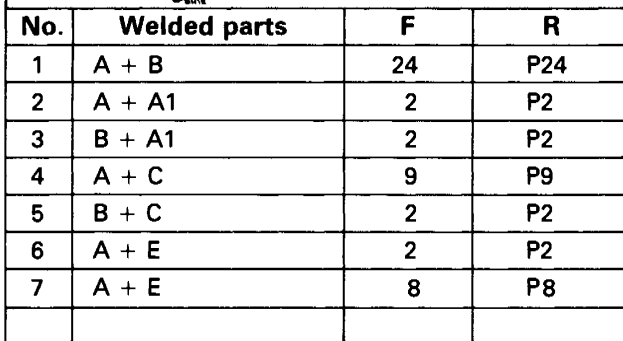 No. Welded parts F R
1 A + B 24 P24
2 A + A1 2 P2
3 B + A1 2 P2
4 A + C 9 P9
5 B + C 2 P2
6 A + E 2 P2
7 A + E 8 P8